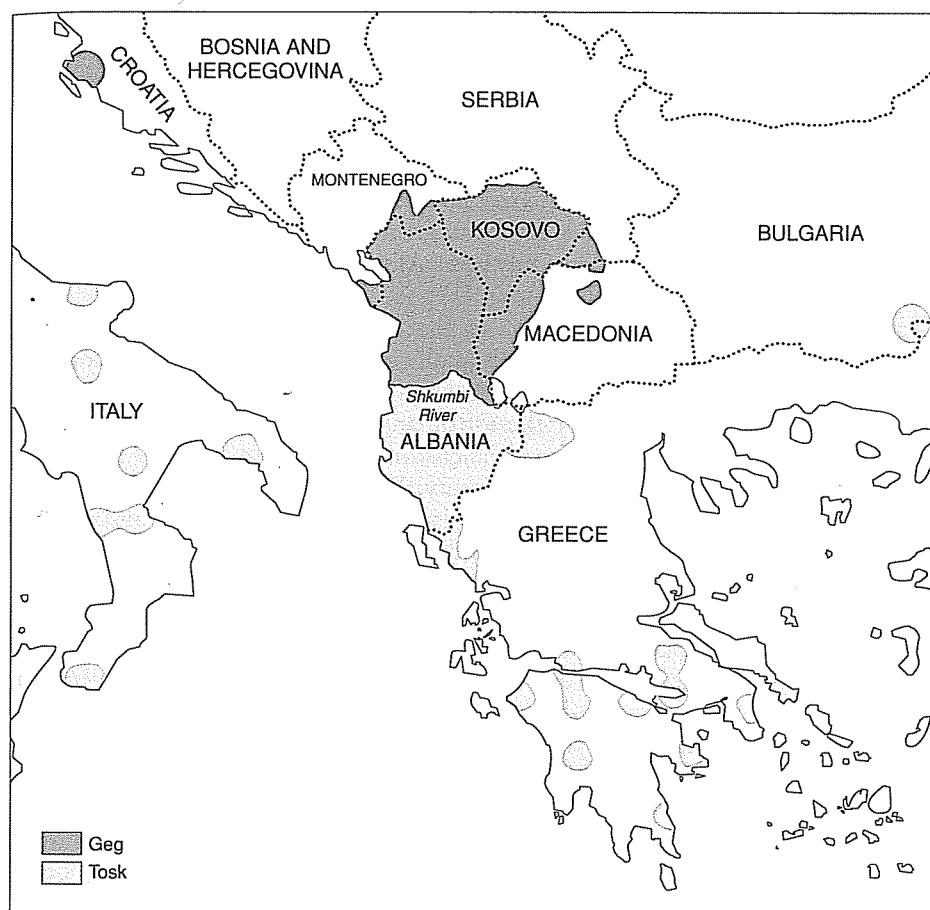 BOSNIA AND
HERCEGOVINA
CROATIA
SERBIA
MONTENEGRO
KOSOVO
BULGARIA
MACEDONIA
Shkumbi
River
ITALY
ALBANIA
GREECE
Geg
Tosk